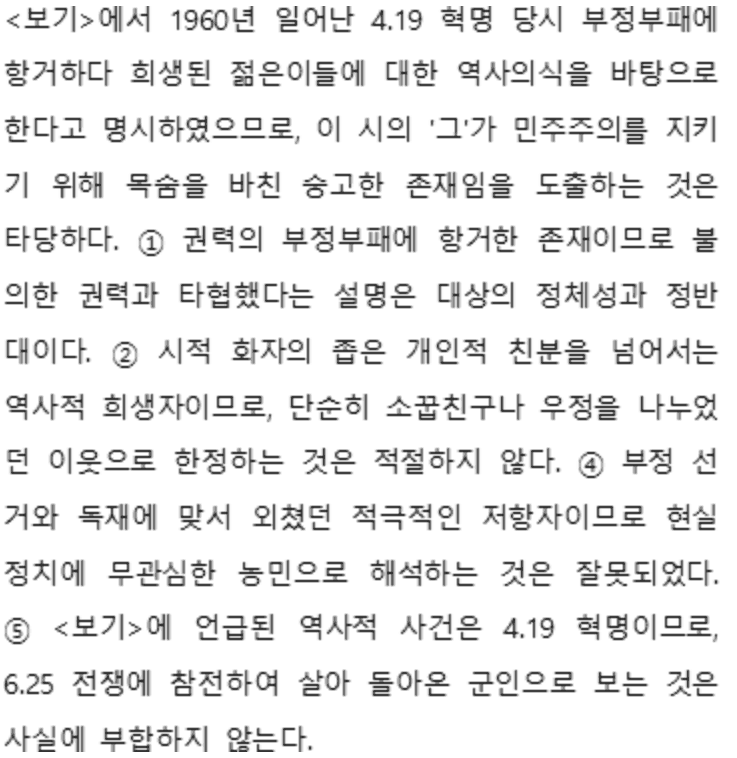 <보기>에서 1960년 일어난 4.19 혁명 당시 부정부패에
항거하다 희생된 젊은이들에 대한 역사의식을 바탕으로
한다고 명시하였으므로, 이 시의 '그'가 민주주의를 지키
기 위해 목숨을 바친 숭고한 존재임을 도출하는 것은
타당하다. ① 권력의 부정부패에 항거한 존재이므로 불
의한 권력과 타협했다는 설명은 대상의 정체성과 정반
대이다. ② 시적 화자의 좁은 개인적 친분을 넘어서는
역사적 희생자이므로, 단순히 소꿉친구나 우정을 나누었
던 이웃으로 한정하는 것은 적절하지 않다. ④ 부정 선
거와 독재에 맞서 외쳤던 적극적인 저항자이므로 현실
정치에 무관심한 농민으로 해석하는 것은 잘못되었다.
⑤ <보기>에 언급된 역사적 사건은 4.19 혁명이므로,
6.25 전쟁에 참전하여 살아 돌아온 군인으로 보는 것은
사실에 부합하지 않는다.